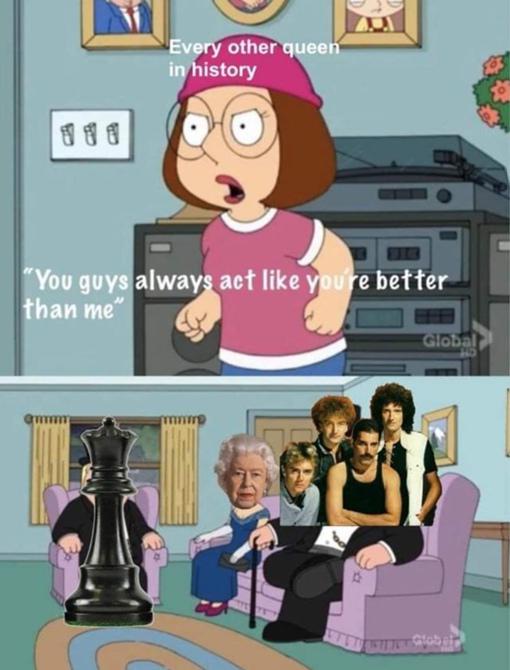 Every other queen
in history
"You guys always act like you're better
than me"
Global
HD
Global